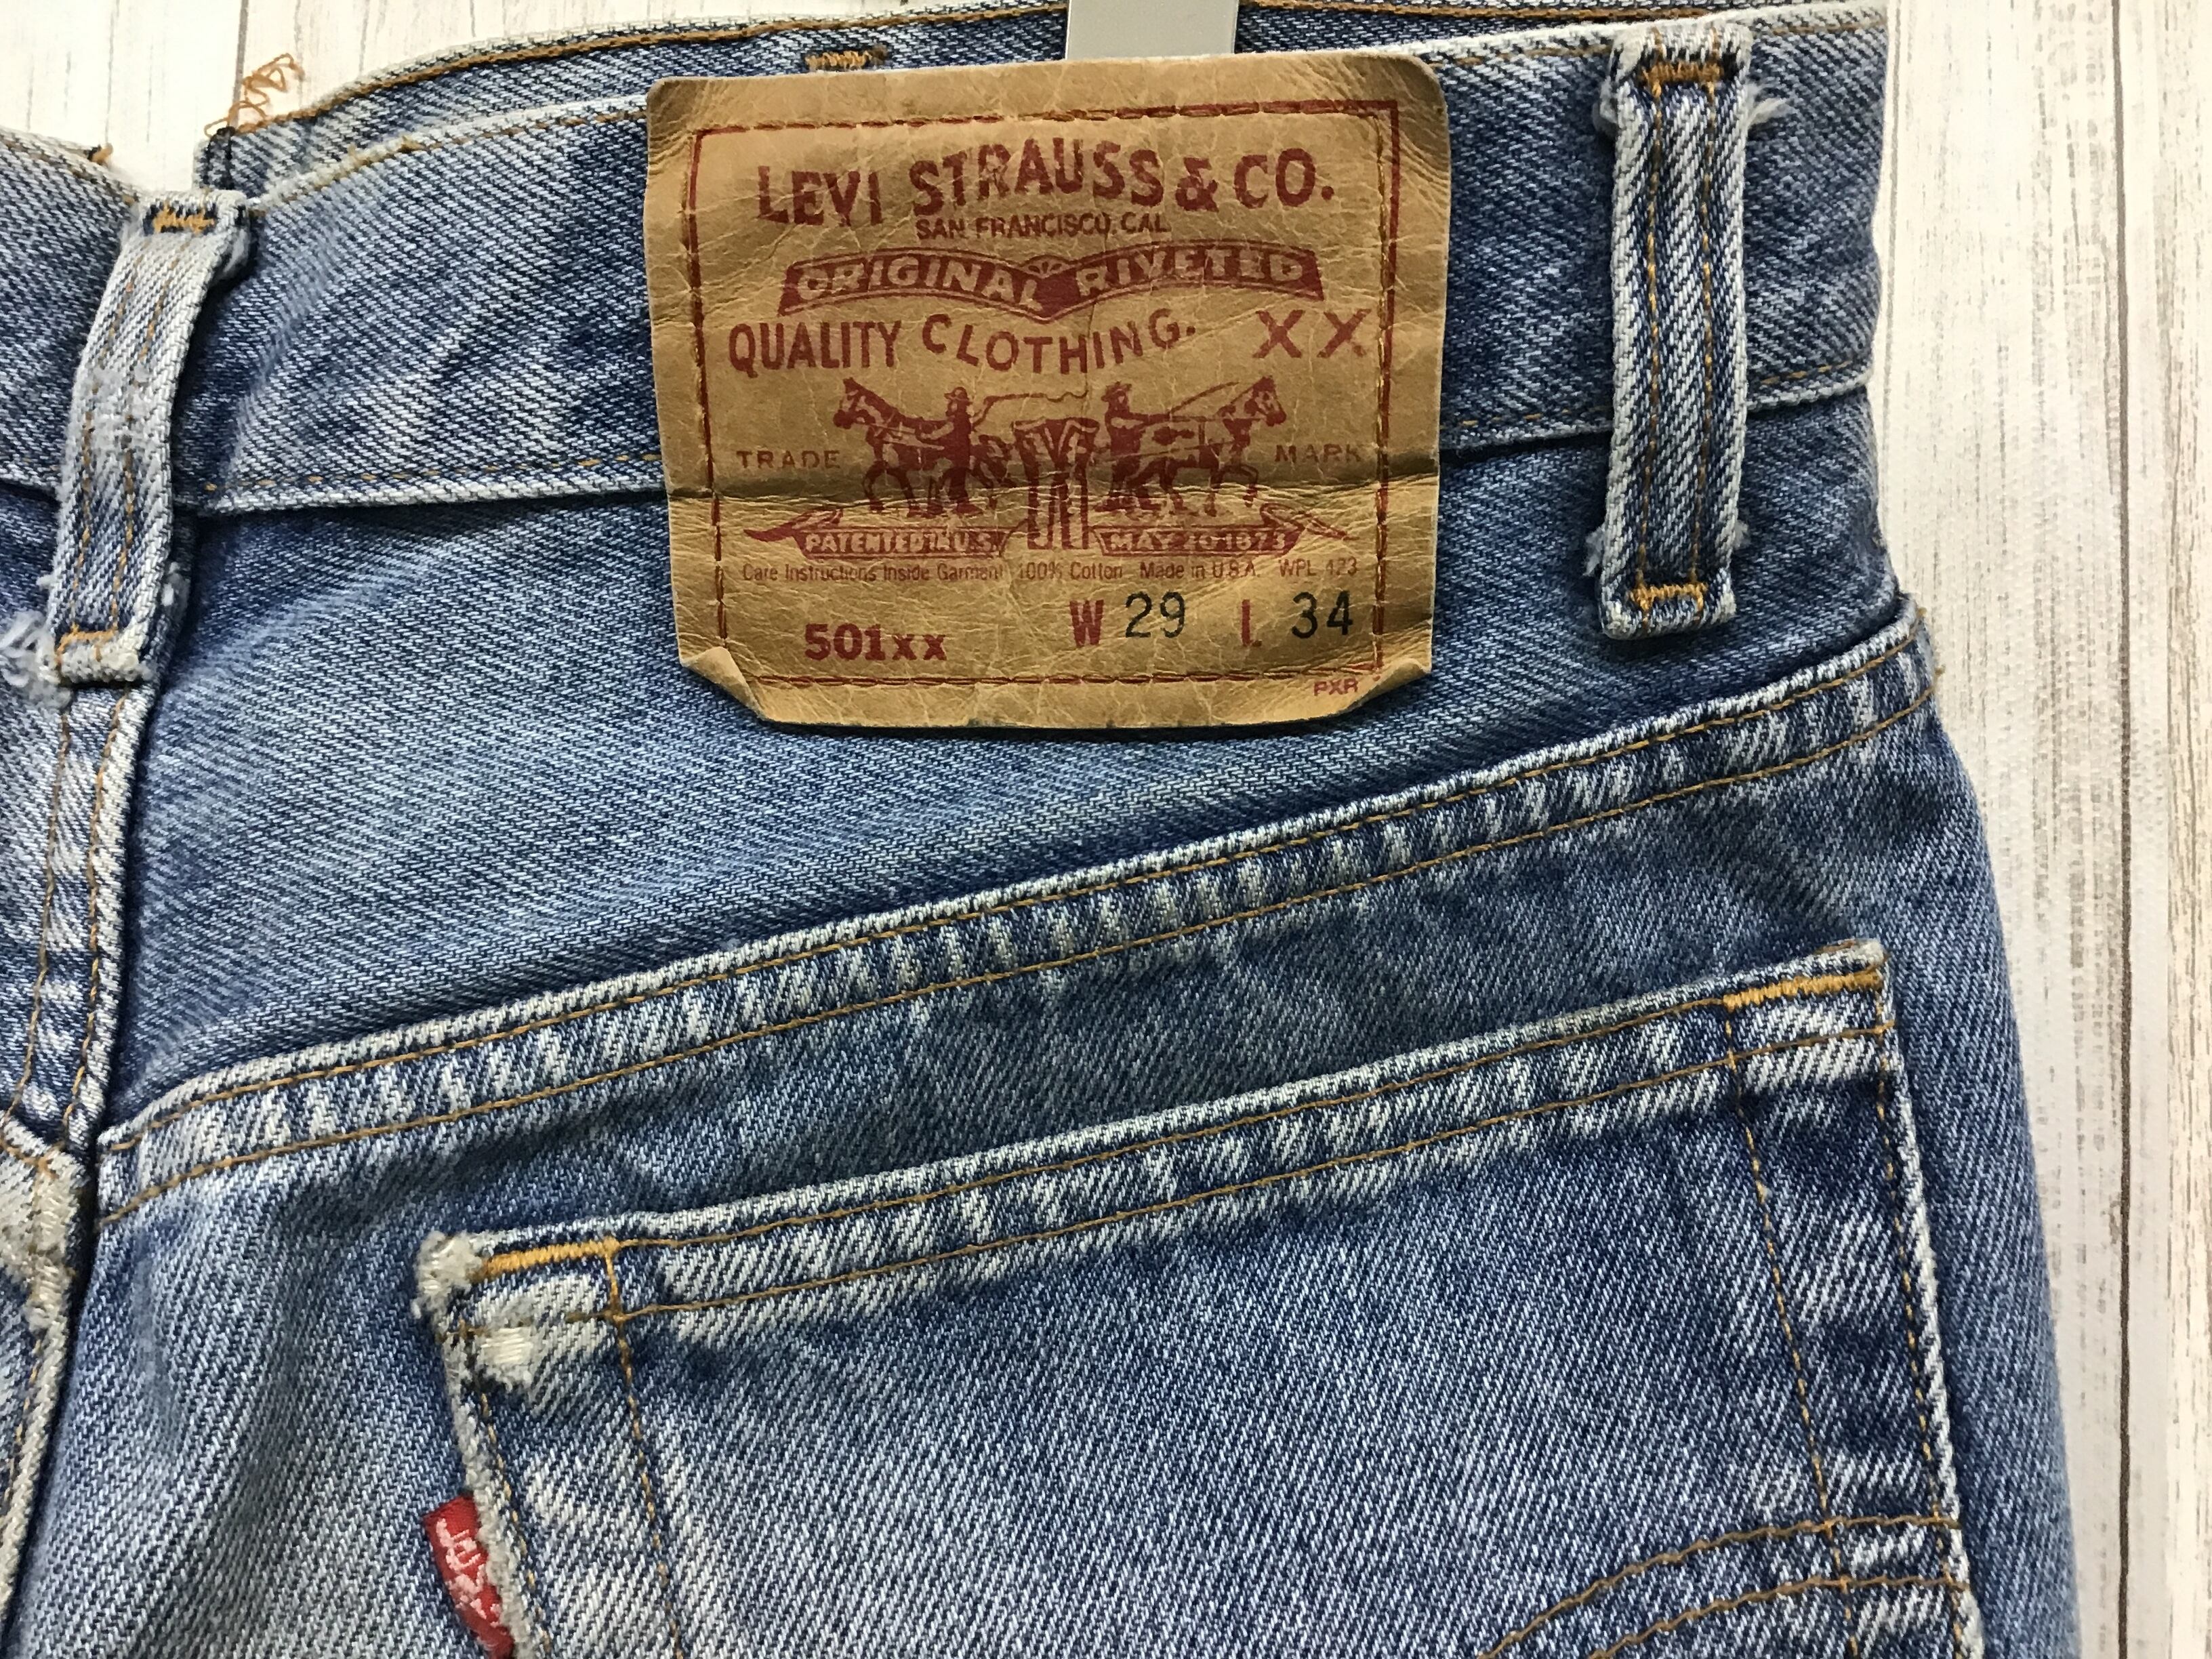 LEVI STRAUSS & CO.
SAN FRANCISCO, CAL
ORIGINAL RIVETED
QUALITY CLOTHING. XX
TRADE MARK
PATENTED IN U.S. MAY 20 1873
Care Instructions Inside Garment 100% Cotton Made in U.S.A. WPL 423
501xx W 29 L 34
PXR